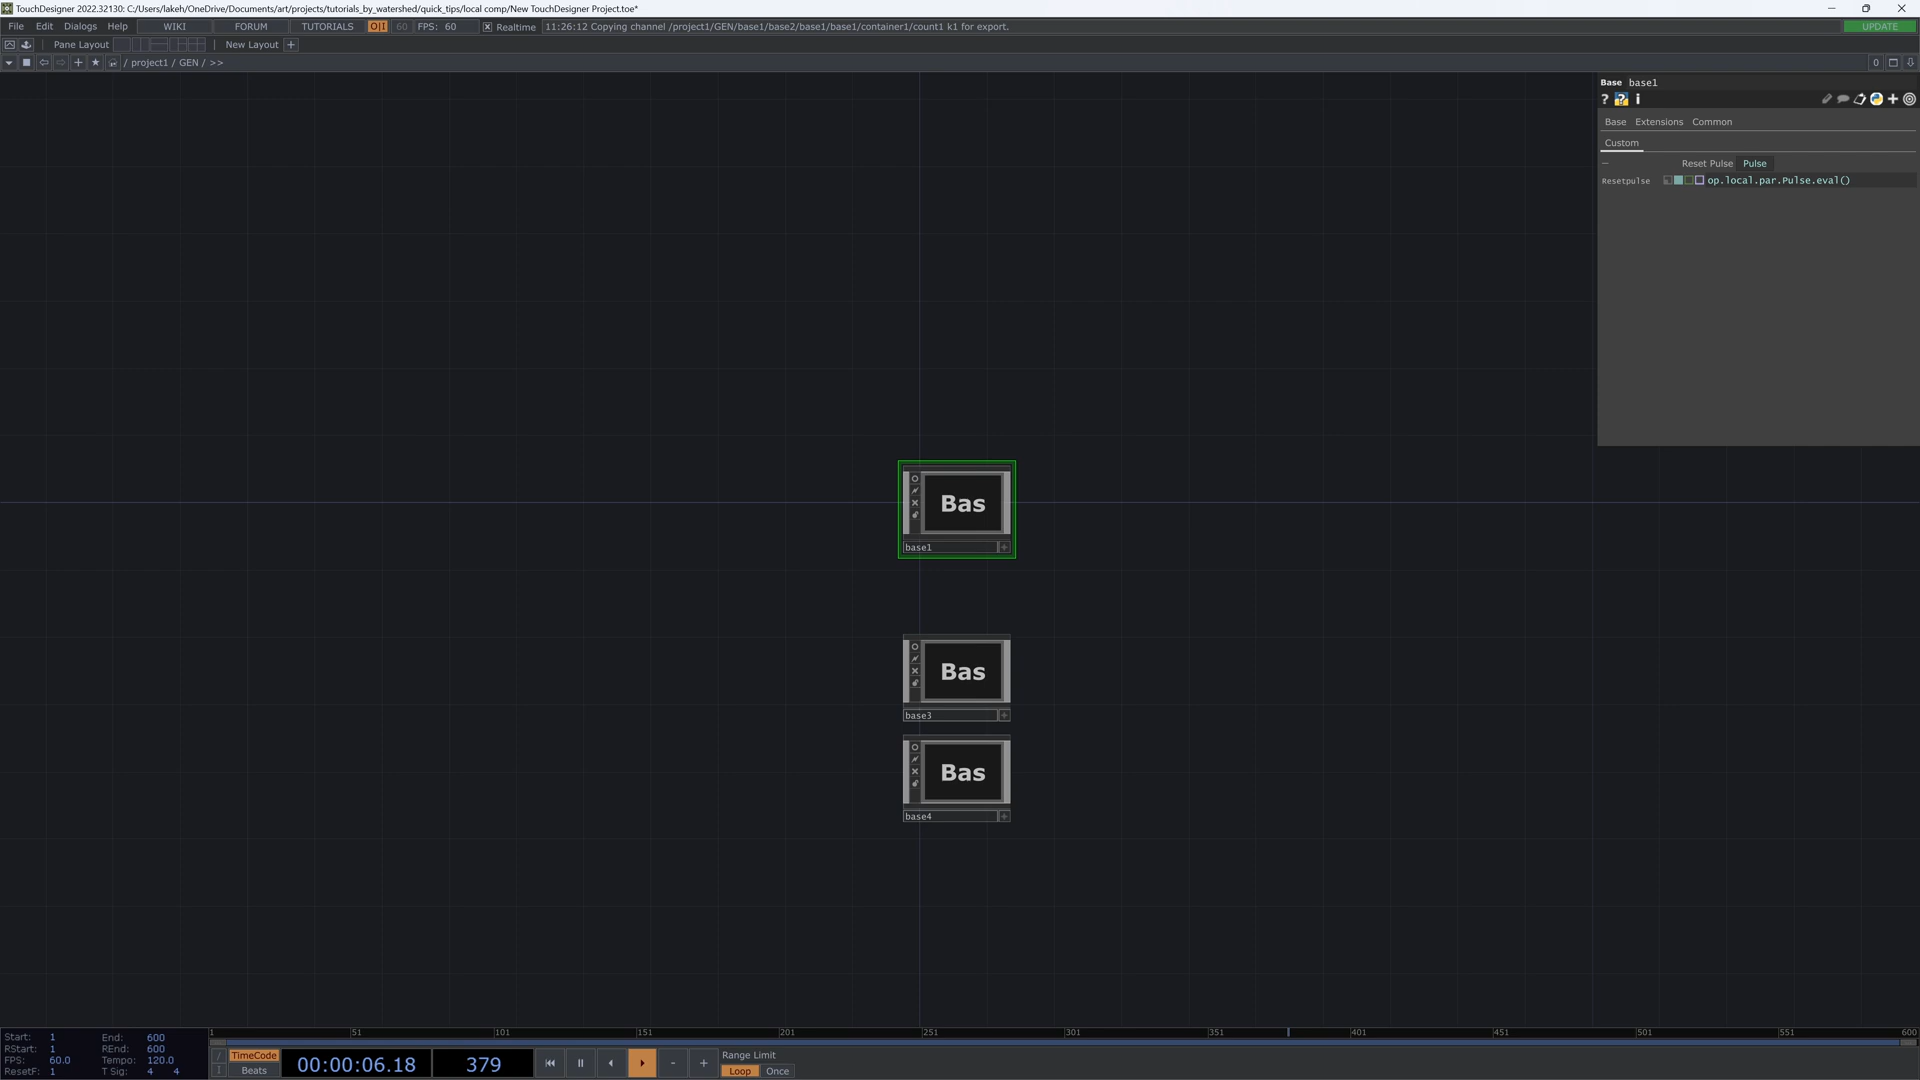 TouchDesigner 2022.32130: C:/Users/lakeh/OneDrive/Documents/art/projects/tutorials_by_watershed/quick_tips/local comp/New TouchDesigner Project.toe*
File Edit Dialogs Help WIKI FORUM TUTORIALS O|I 60 FPS: 60 Realtime 11:26:12 Copying channel /project1/GEN/base1/base2/base1/base1/container1/count1 k1 for export. UPDATE
Pane Layout New Layout +
/ project1 / GEN / >> 0
Base base1
? ? i
Base Extensions Common
Custom
Reset Pulse Pulse
Resetpulse op.local.par.Pulse.eval()
Bas
base1
Bas
base3
Bas
base4
1 51 101 151 201 251 301 351 401 451 501 551 600
Start: 1 End: 600
RStart: 1 REnd: 600
FPS: 60.0 Tempo: 120.0
ResetF: 1 T Sig: 4 4
TimeCode
Beats
00:00:06.18 379
- +
Range Limit
Loop Once